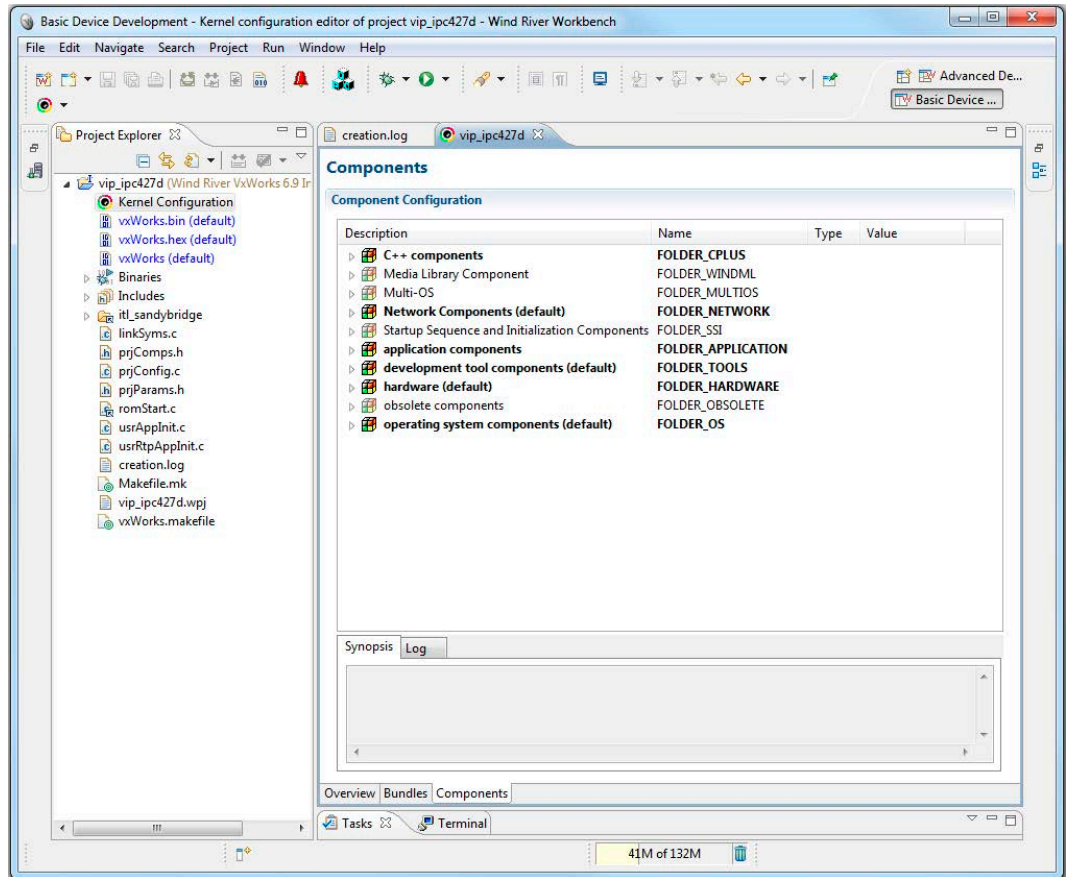 Basic Device Development - Kernel configuration editor of project vip_ipc427d - Wind River Workbench
File Edit Navigate Search Project Run Window Help
Advanced De...
Basic Device ...
Project Explorer
creation.log vip_ipc427d
Components
Component Configuration
vip_ipc427d (Wind River VxWorks 6.9 Ir
Kernel Configuration
vxWorks.bin (default)
vxWorks.hex (default)
vxWorks (default)
Binaries
Includes
itl_sandybridge
linkSyms.c
prjComps.h
prjConfig.c
prjParams.h
romStart.c
usrAppInit.c
usrRtpAppInit.c
creation.log
Makefile.mk
vip_ipc427d.wpj
vxWorks.makefile
Description Name Type Value
C++ components FOLDER_CPLUS
Media Library Component FOLDER_WINDML
Multi-OS FOLDER_MULTIOS
Network Components (default) FOLDER_NETWORK
Startup Sequence and Initialization Components FOLDER_SSI
application components FOLDER_APPLICATION
development tool components (default) FOLDER_TOOLS
hardware (default) FOLDER_HARDWARE
obsolete components FOLDER_OBSOLETE
operating system components (default) FOLDER_OS
Synopsis Log
Overview Bundles Components
Tasks Terminal
41M of 132M